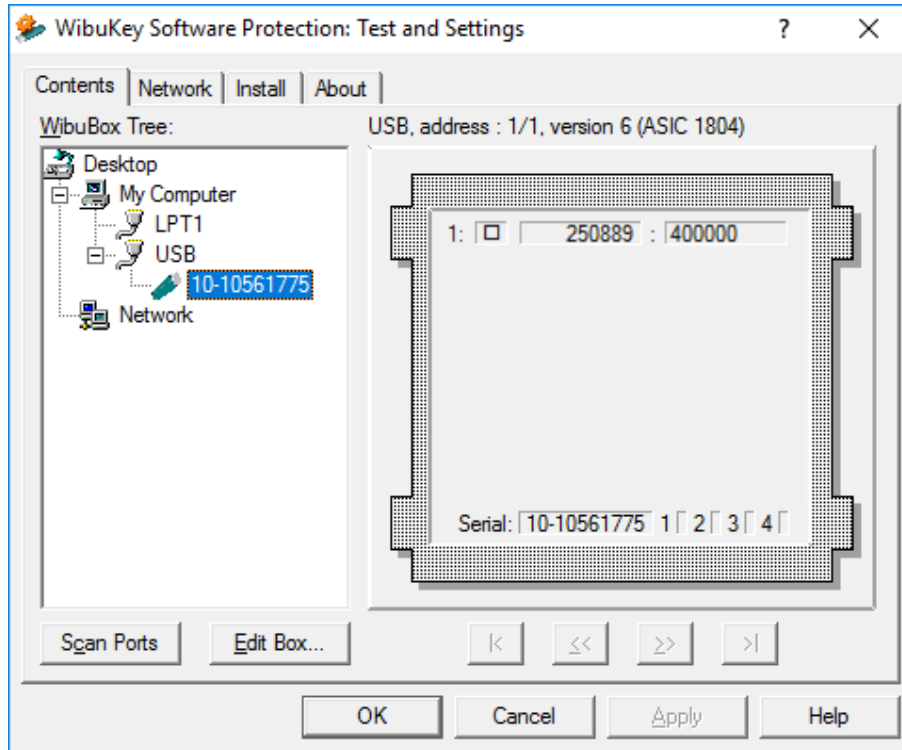 WibuKey Software Protection: Test and Settings ?
Contents Network Install About
WibuBox Tree:
Desktop
My Computer
LPT1
USB
10-10561775
Network
USB, address : 1/1, version 6 (ASIC 1804)
1: 250889 : 400000
Serial: 10-10561775 1 2 3 4
Scan Ports Edit Box... |< << >> >|
OK Cancel Apply Help